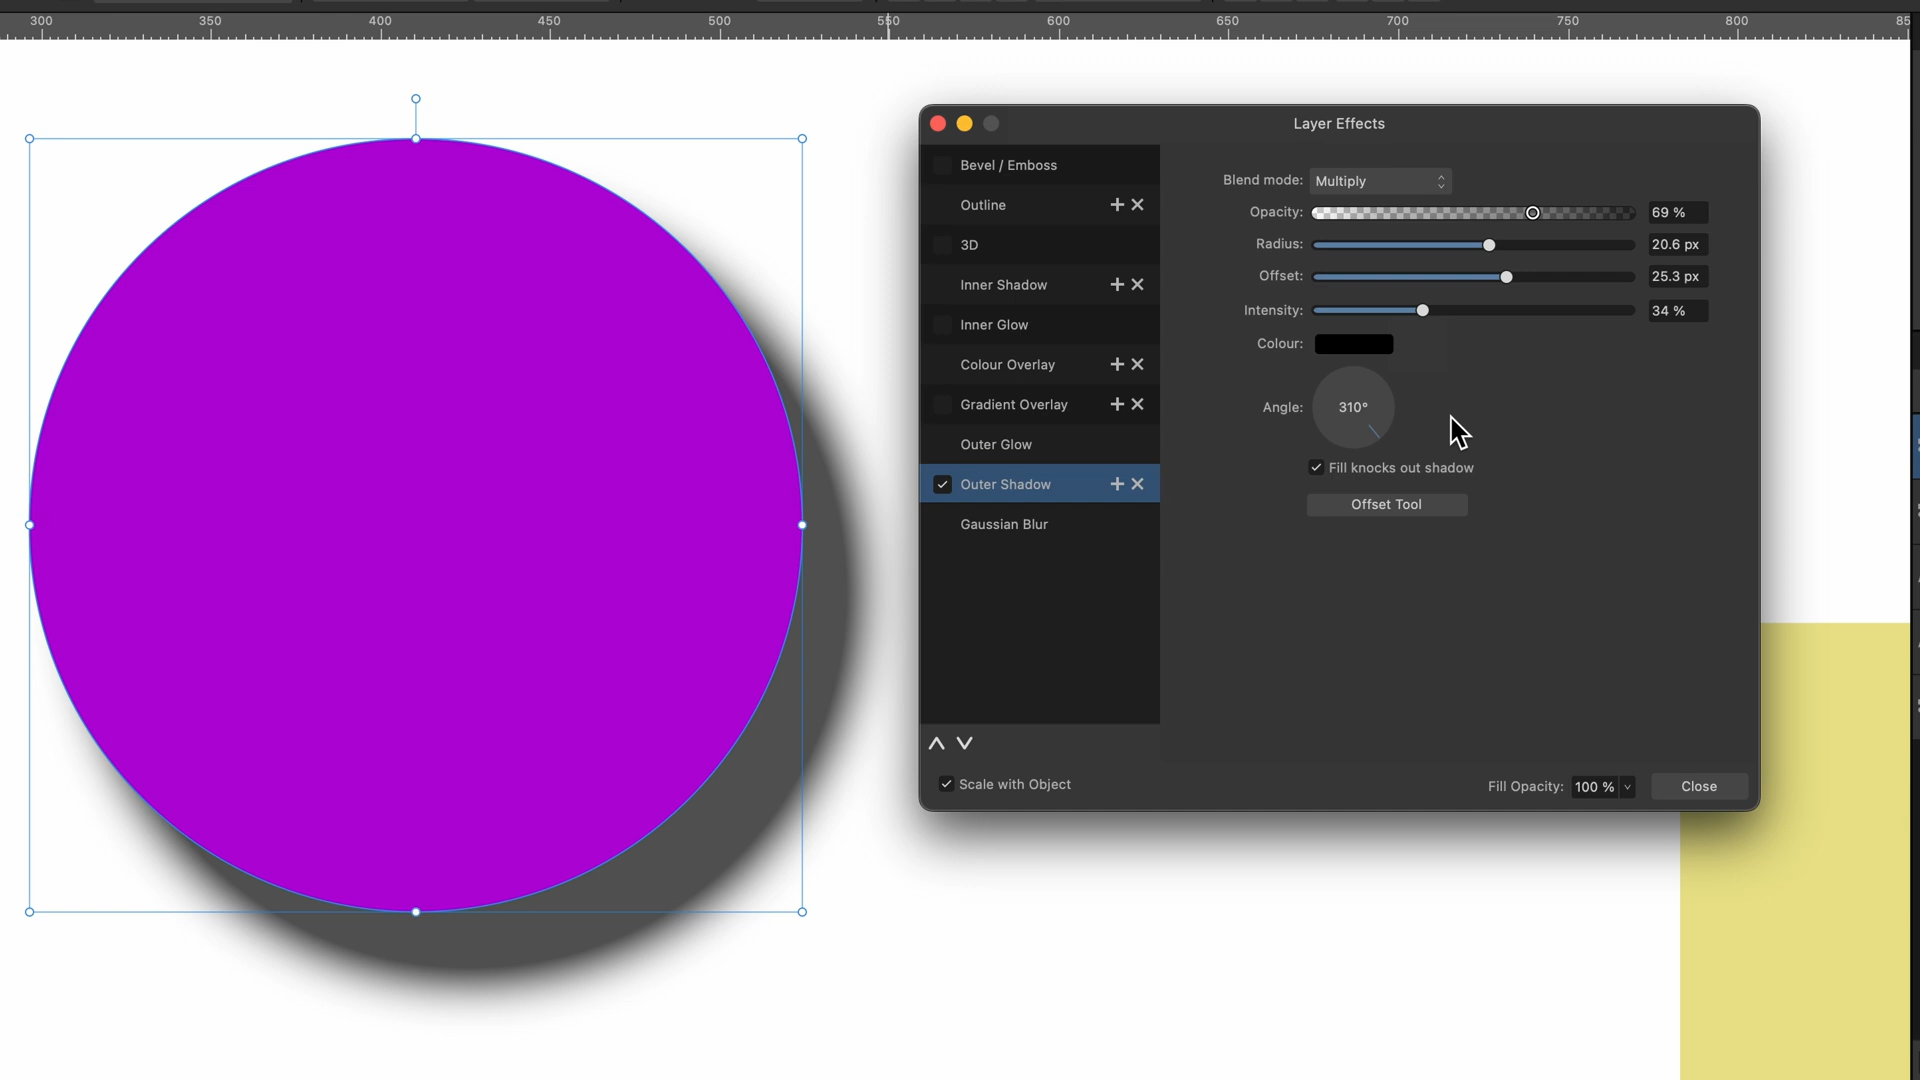 300 350 400 450 500 550 600 650 700 750 800 85
Layer Effects
Bevel / Emboss
Outline
3D
Inner Shadow
Inner Glow
Colour Overlay
Gradient Overlay
Outer Glow
Outer Shadow
Gaussian Blur
Blend mode: Multiply
Opacity: 69 %
Radius: 20.6 px
Offset: 25.3 px
Intensity: 34 %
Colour:
Angle: 310°
Fill knocks out shadow
Offset Tool
Scale with Object
Fill Opacity: 100 %
Close